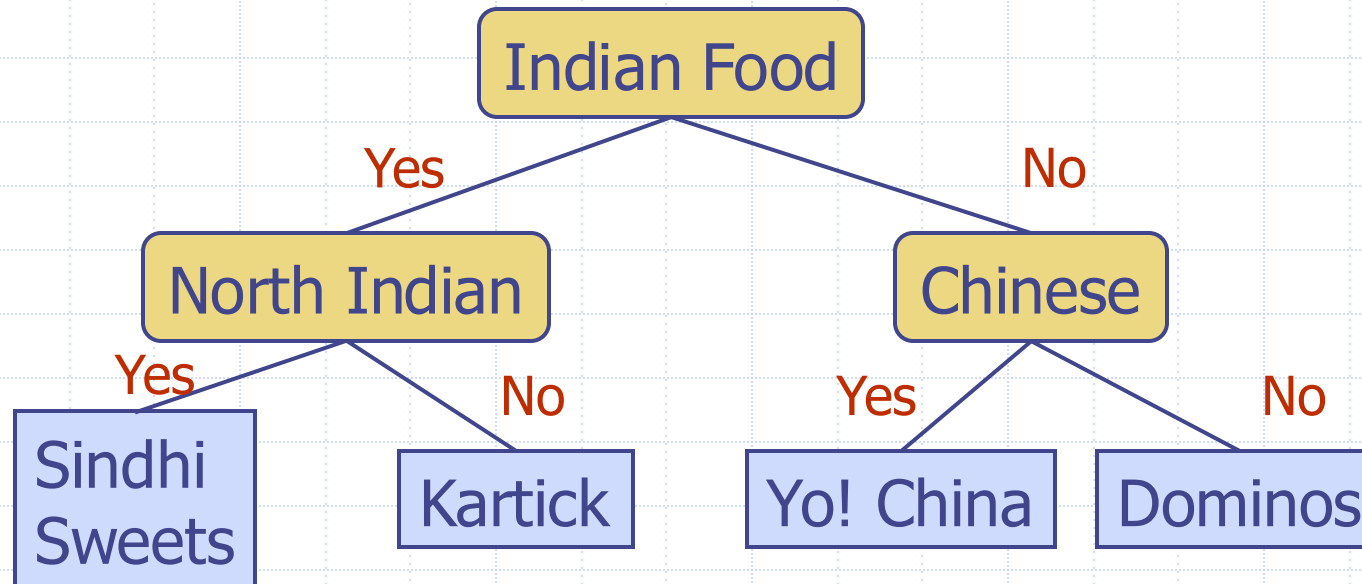 Indian Food
Yes
No
North Indian
Chinese
Yes
No
Yes
No
Sindhi
Sweets
Kartick
Yo! China
Dominos